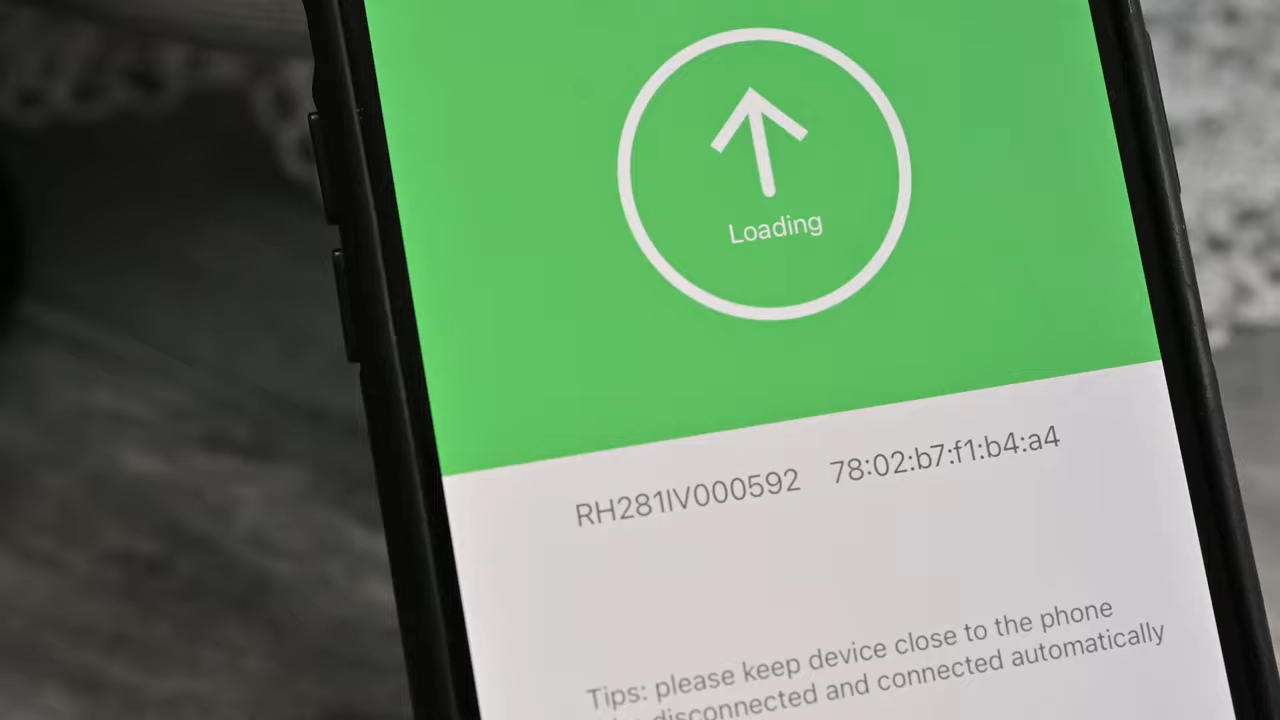 Loading
RH281IV000592 78:02:b7:f1:b4:a4
Tips: please keep device close to the phone
disconnected and connected automatically